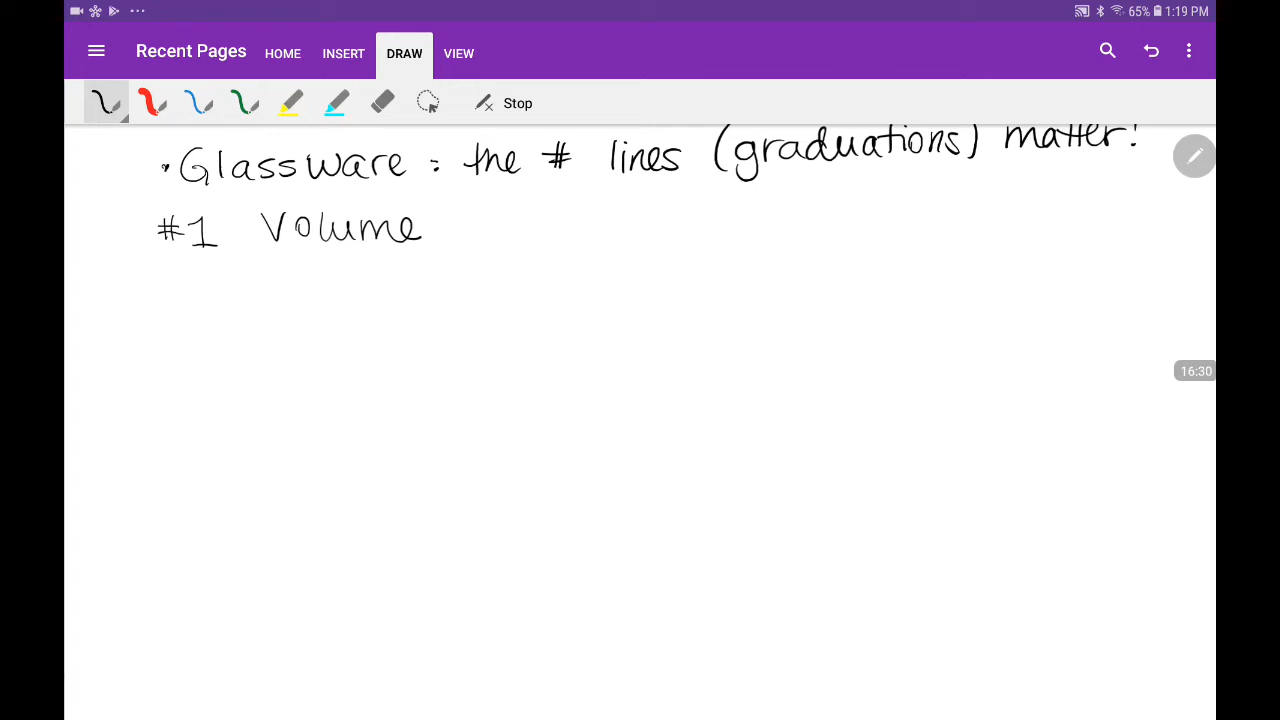 65% 1:19 PM
Recent Pages HOME INSERT DRAW VIEW
Stop
• Glassware : the # lines (graduations) matter!
#1 Volume
16:30